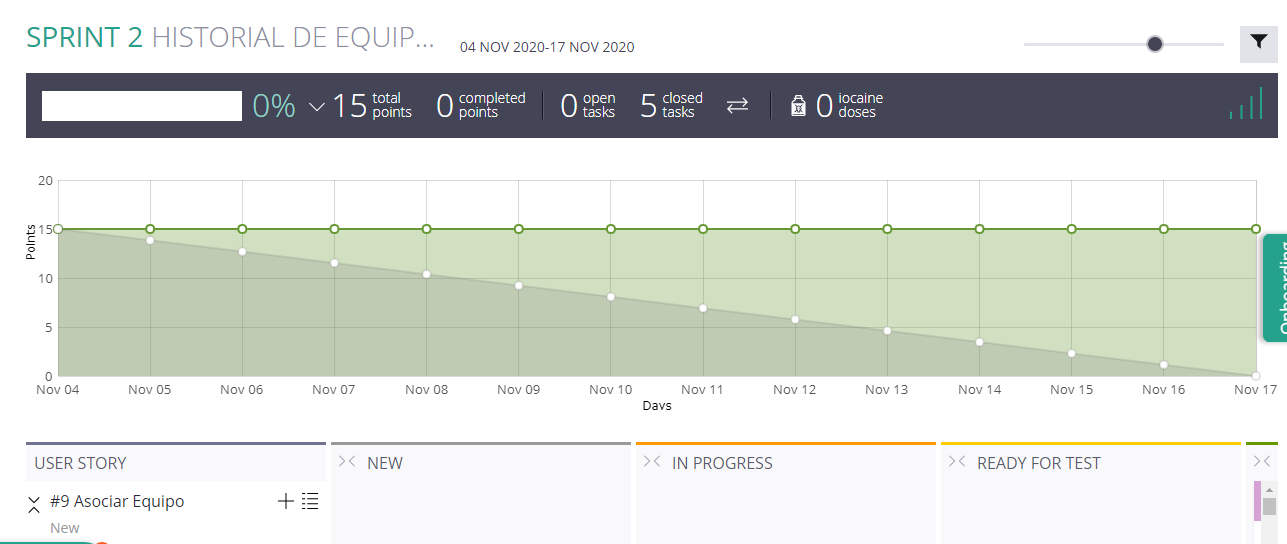 SPRINT 2 HISTORIAL DE EQUIP... 04 NOV 2020-17 NOV 2020
0% 15 total points 0 completed points 0 open tasks 5 closed tasks 0 iocaine doses
20
15
10
5
0
Points
Nov 04 Nov 05 Nov 06 Nov 07 Nov 08 Nov 09 Nov 10 Nov 11 Nov 12 Nov 13 Nov 14 Nov 15 Nov 16 Nov 17
Days
Onboarding
USER STORY NEW IN PROGRESS READY FOR TEST
#9 Asociar Equipo
New